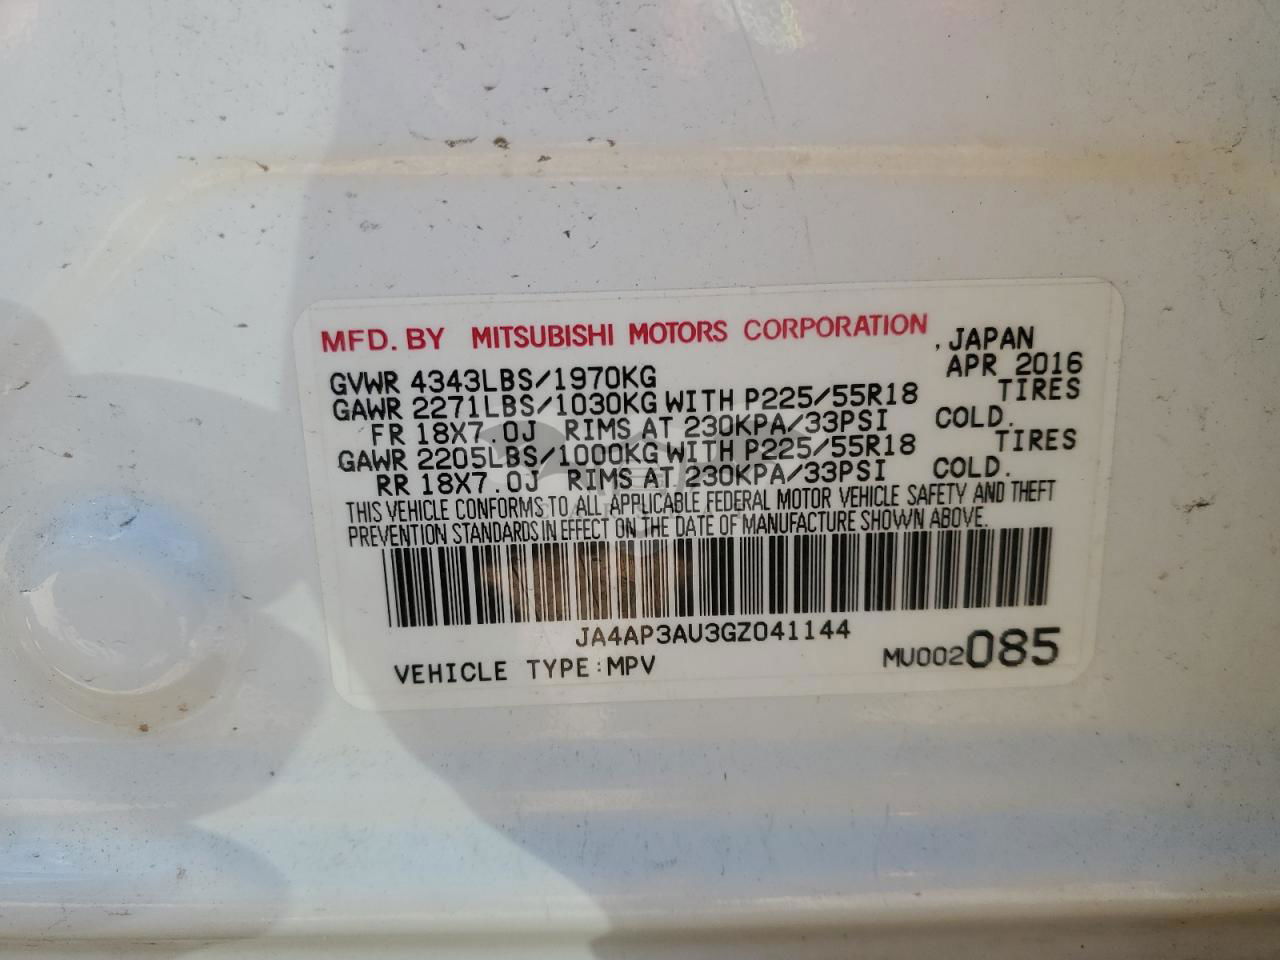 MFD. BY MITSUBISHI MOTORS CORPORATION , JAPAN
APR 2016
GVWR 4343LBS/1970KG
GAWR 2271LBS/1030KG WITH P225/55R18 TIRES
FR 18X7.0J RIMS AT 230KPA/33PSI COLD.
GAWR 2205LBS/1000KG WITH P225/55R18 TIRES
RR 18X7.0J RIMS AT 230KPA/33PSI COLD.
THIS VEHICLE CONFORMS TO ALL APPLICABLE FEDERAL MOTOR VEHICLE SAFETY AND THEFT
PREVENTION STANDARDS IN EFFECT ON THE DATE OF MANUFACTURE SHOWN ABOVE.
JA4AP3AU3GZ041144
VEHICLE TYPE:MPV MU002085